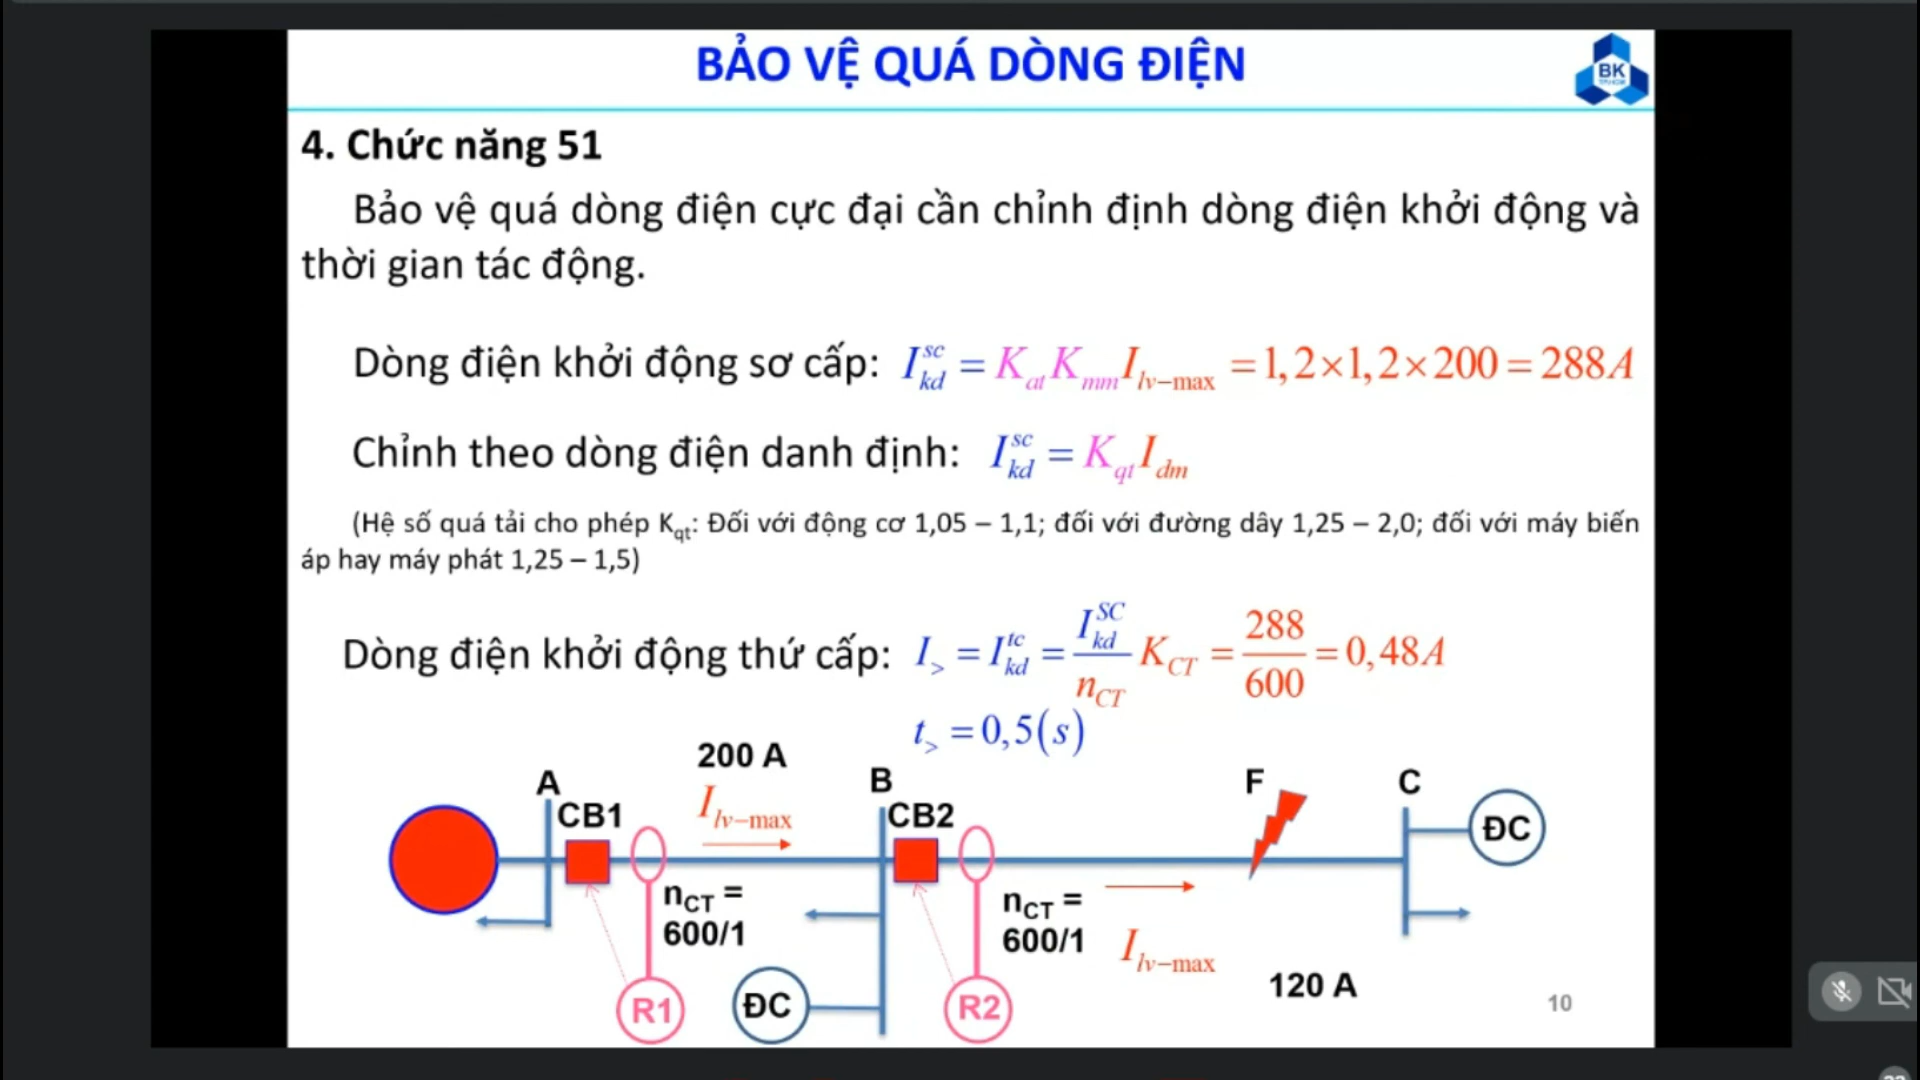 BẢO VỆ QUÁ DÒNG ĐIỆN
BK
4. Chức năng 51
Bảo vệ quá dòng điện cực đại cần chỉnh định dòng điện khởi động và
thời gian tác động.
Dòng điện khởi động sơ cấp: I_kd^sc = K_at K_mm I_lv−max = 1,2×1,2×200 = 288A
Chỉnh theo dòng điện danh định: I_kd^sc = K_qt I_dm
(Hệ số quá tải cho phép K_qt: Đối với động cơ 1,05 – 1,1; đối với đường dây 1,25 – 2,0; đối với máy biến
áp hay máy phát 1,25 – 1,5)
Dòng điện khởi động thứ cấp: I_> = I_kd^tc = I_kd^SC / n_CT K_CT = 288 / 600 = 0,48A
t_> = 0,5(s)
200 A
A
B
F
C
CB1
I_lv−max
CB2
ĐC
n_CT =
600/1
n_CT =
600/1
I_lv−max
120 A
R1
ĐC
R2
10